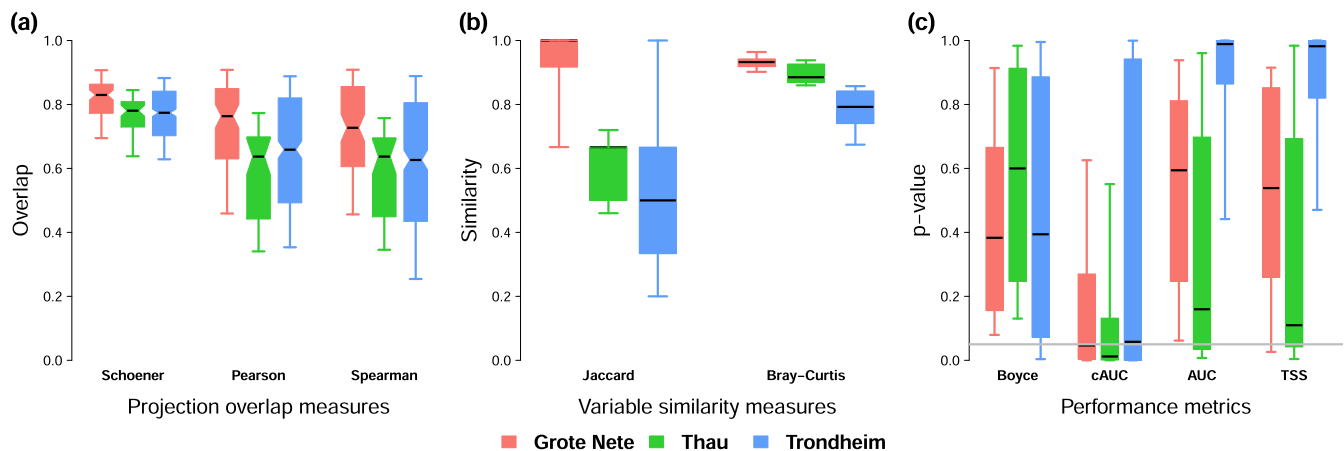 (a)
1.0
0.8
0.6
0.4
0.2
0.0
Overlap
Schoener
Pearson
Spearman
Projection overlap measures
(b)
1.0
0.8
0.6
0.4
0.2
0.0
Similarity
Jaccard
Bray−Curtis
Variable similarity measures
(c)
1.0
0.8
0.6
0.4
0.2
0.0
p−value
Boyce
cAUC
AUC
TSS
Performance metrics
Grote Nete
Thau
Trondheim